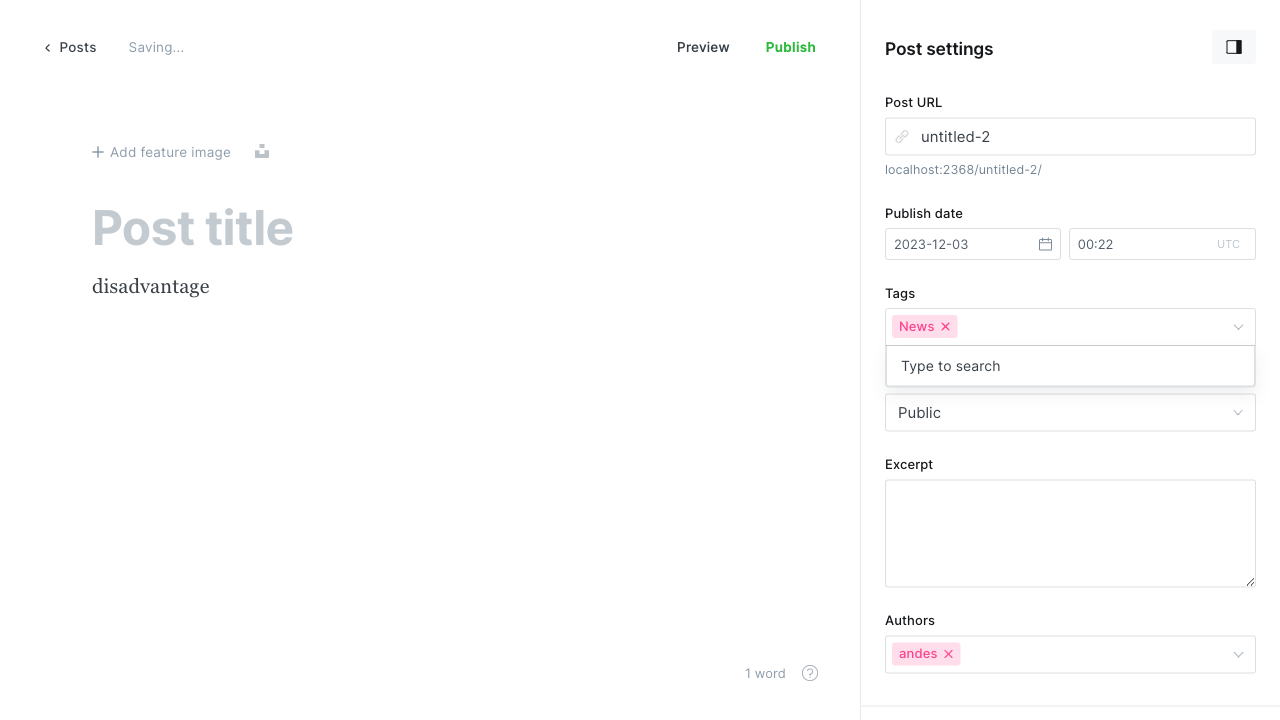 Posts
Saving...
Preview
Publish
Add feature image
Post title
disadvantage
1 word
?
Post settings
Post URL
untitled-2
localhost:2368/untitled-2/
Publish date
2023-12-03
00:22 UTC
Tags
News
Type to search
Public
Excerpt
Authors
andes